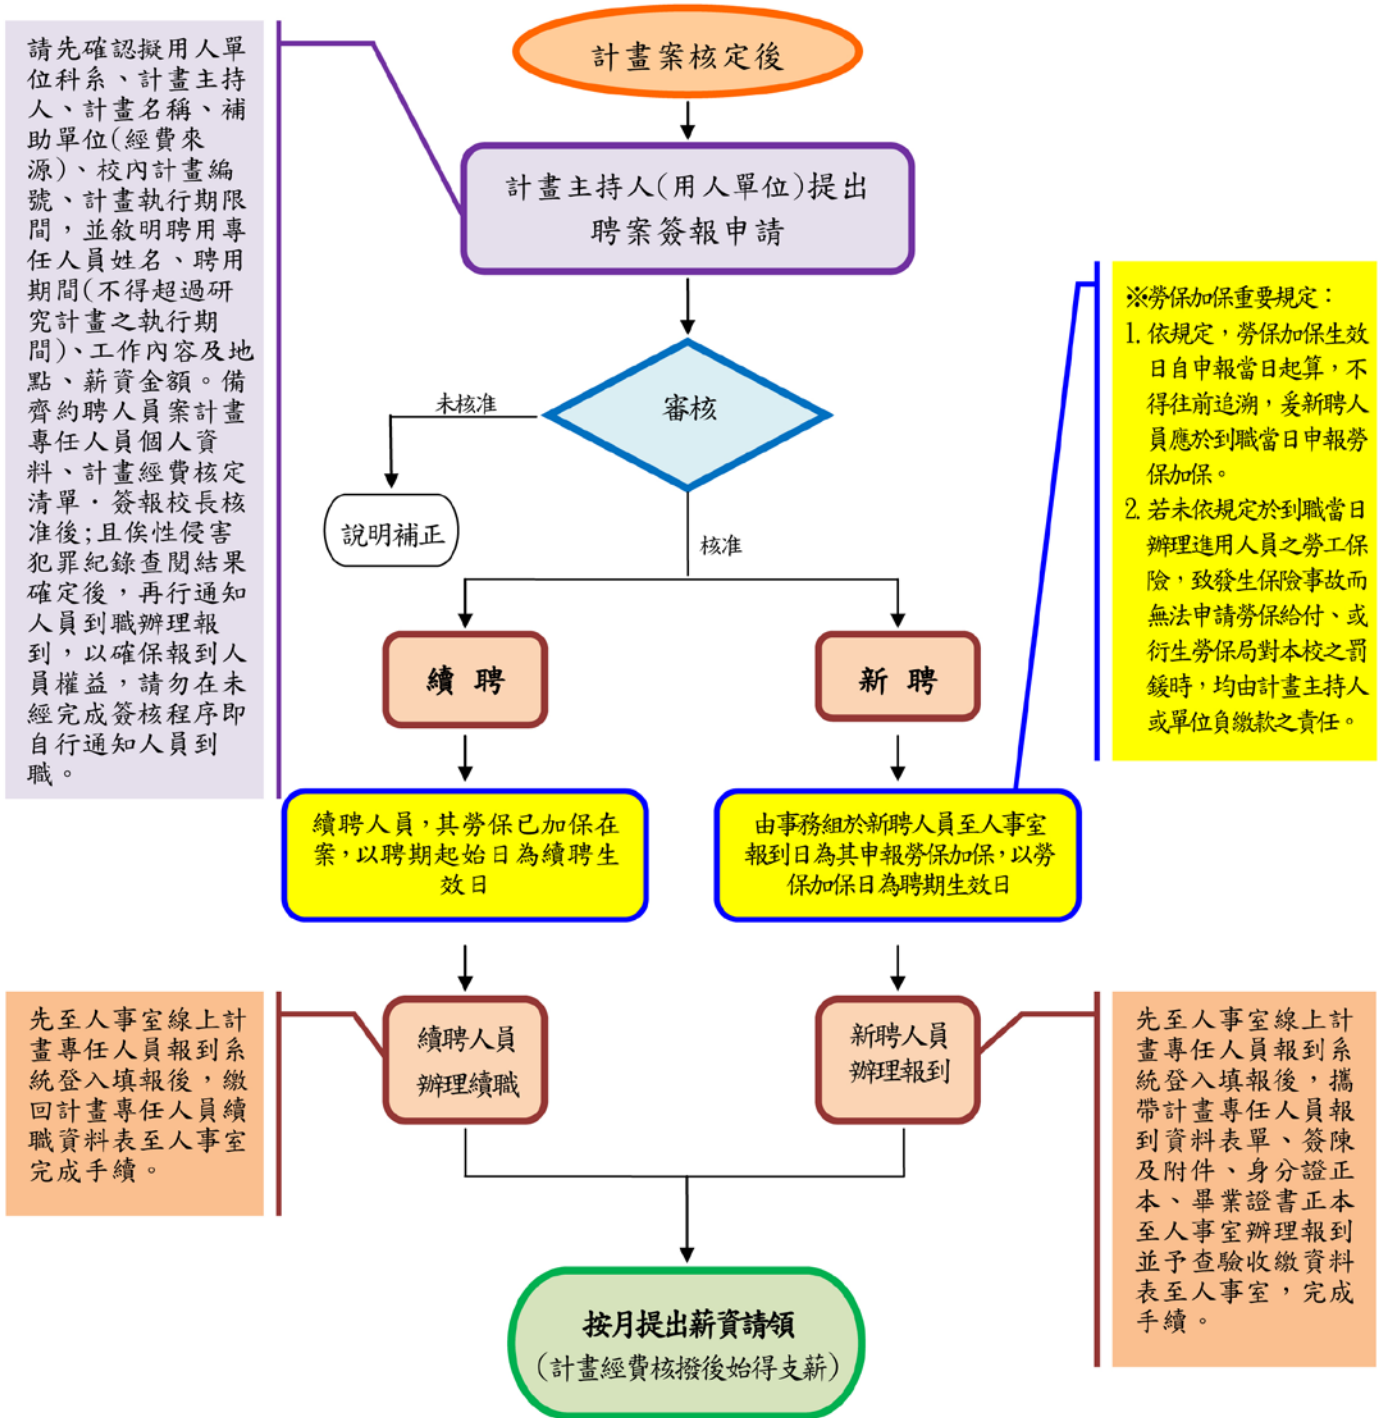 計畫案核定後
計畫主持人(用人單位)提出
聘案簽報申請
請先確認擬用人單
位科系、計畫主持
人、計畫名稱、補
助單位(經費來
源)、校內計畫編
號、計畫執行期限
間，並敘明聘用專
任人員姓名、聘用
期間(不得超過研
究計畫之執行期
間)、工作內容及地
點、薪資金額。備
齊約聘人員案計畫
專任人員個人資
料、計畫經費核定
清單．簽報校長核
准後;且俟性侵害
犯罪紀錄查閱結果
確定後，再行通知
人員到職辦理報
到，以確保報到人
員權益，請勿在未
經完成簽核程序即
自行通知人員到
職。
審核
未核准
說明補正
核准
續 聘
新 聘
※勞保加保重要規定：
1. 依規定，勞保加保生效
日自申報當日起算，不
得往前追溯，爰新聘人
員應於到職當日申報勞
保加保。
2. 若未依規定於到職當日
辦理進用人員之勞工保
險，致發生保險事故而
無法申請勞保給付、或
衍生勞保局對本校之罰
鍰時，均由計畫主持人
或單位負繳款之責任。
續聘人員，其勞保已加保在
案，以聘期起始日為續聘生
效日
由事務組於新聘人員至人事室
報到日為其申報勞保加保，以勞
保加保日為聘期生效日
先至人事室線上計
畫專任人員報到系
統登入填報後，繳
回計畫專任人員續
職資料表至人事室
完成手續。
續聘人員
辦理續職
新聘人員
辦理報到
先至人事室線上計
畫專任人員報到系
統登入填報後，攜
帶計畫專任人員報
到資料表單、簽陳
及附件、身分證正
本、畢業證書正本
至人事室辦理報到
並予查驗收繳資料
表至人事室，完成
手續。
按月提出薪資請領
(計畫經費核撥後始得支薪)